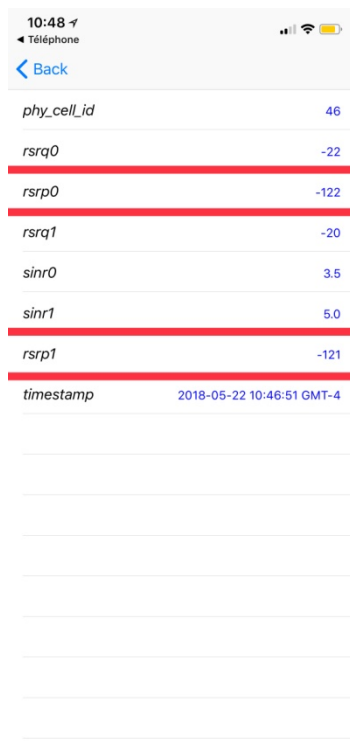 10:48
◀ Téléphone
Back
phy_cell_id 46
rsrq0 -22
rsrp0 -122
rsrq1 -20
sinr0 3.5
sinr1 5.0
rsrp1 -121
timestamp 2018-05-22 10:46:51 GMT-4